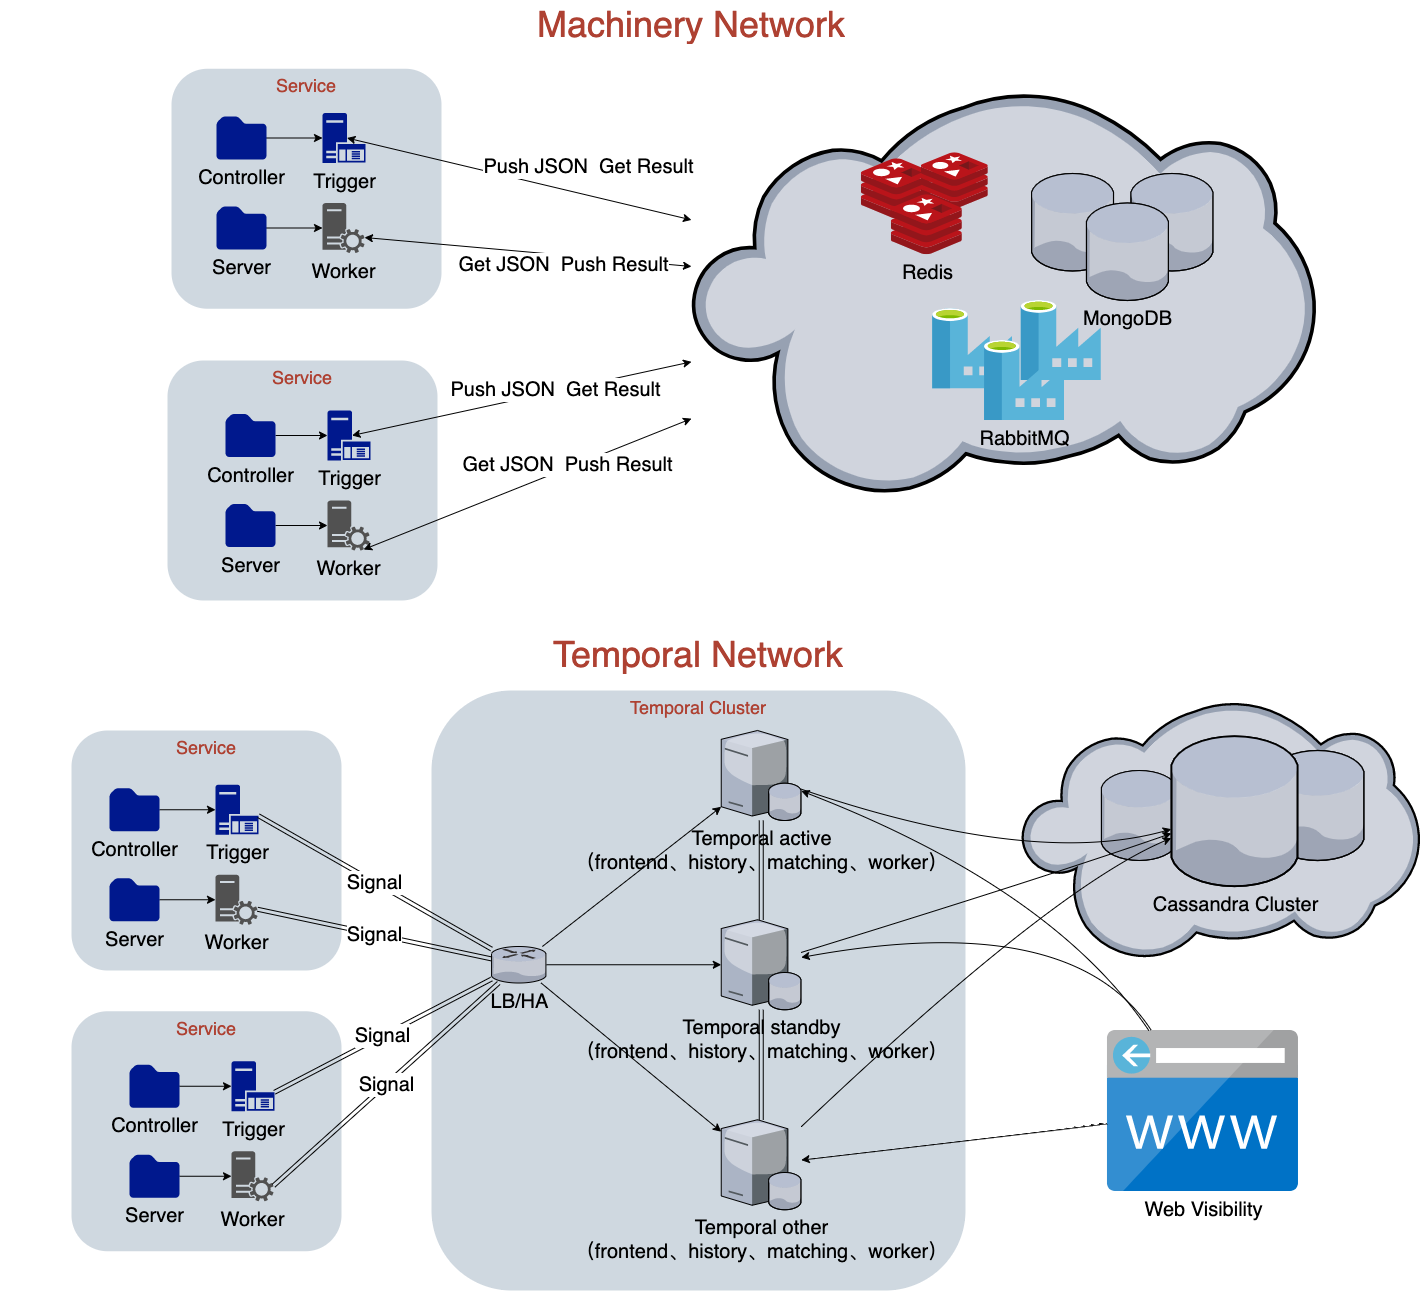 Machinery Network
Service
Controller
Trigger
Server
Worker
Push JSON  Get Result
Get JSON  Push Result
Service
Controller
Trigger
Server
Worker
Push JSON  Get Result
Get JSON  Push Result
Redis
MongoDB
RabbitMQ
Temporal Network
Service
Controller
Trigger
Server
Worker
Signal
Signal
Service
Controller
Trigger
Server
Worker
Signal
Signal
Temporal Cluster
LB/HA
Temporal active
（frontend、history、matching、worker）
Temporal standby
（frontend、history、matching、worker）
Temporal other
（frontend、history、matching、worker）
Cassandra Cluster
WWW
Web Visibility